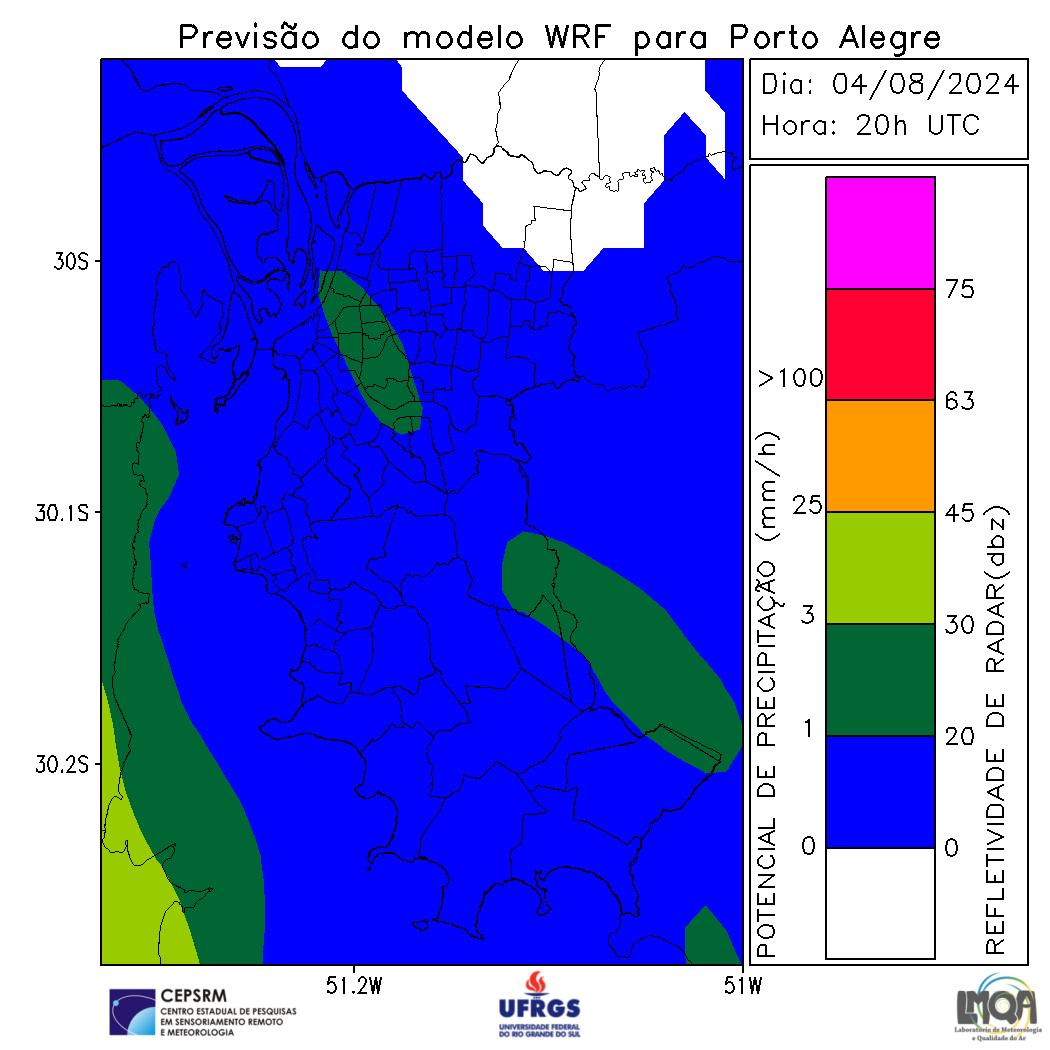 Previsão do modelo WRF para Porto Alegre
Dia: 04/08/2024
Hora: 20h UTC
30S
30.1S
30.2S
51.2W
51W
POTENCIAL DE PRECIPITAÇÃO (mm/h)
>100
25
3
1
0
75
63
45
30
20
0
REFLETIVIDADE DE RADAR(dbz)
CEPSRM
CENTRO ESTADUAL DE PESQUISAS
EM SENSORIAMENTO REMOTO
E METEOROLOGIA
UFRGS
UNIVERSIDADE FEDERAL
DO RIO GRANDE DO SUL
LMQA
Laboratório de Meteorologia
e Qualidade do Ar